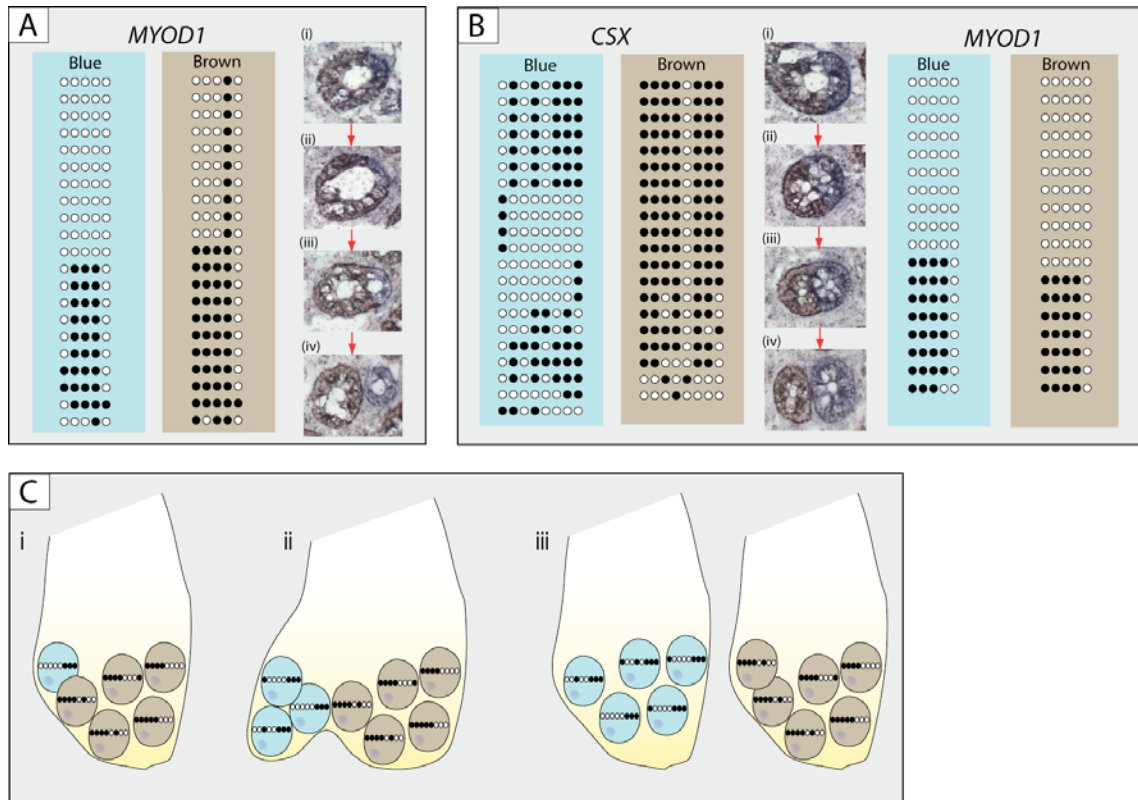 A
MYOD1
Blue
Brown
(i)
(ii)
(iii)
(iv)
B
CSX
MYOD1
Blue
Brown
(i)
(ii)
(iii)
(iv)
Blue
Brown
C
i
ii
iii